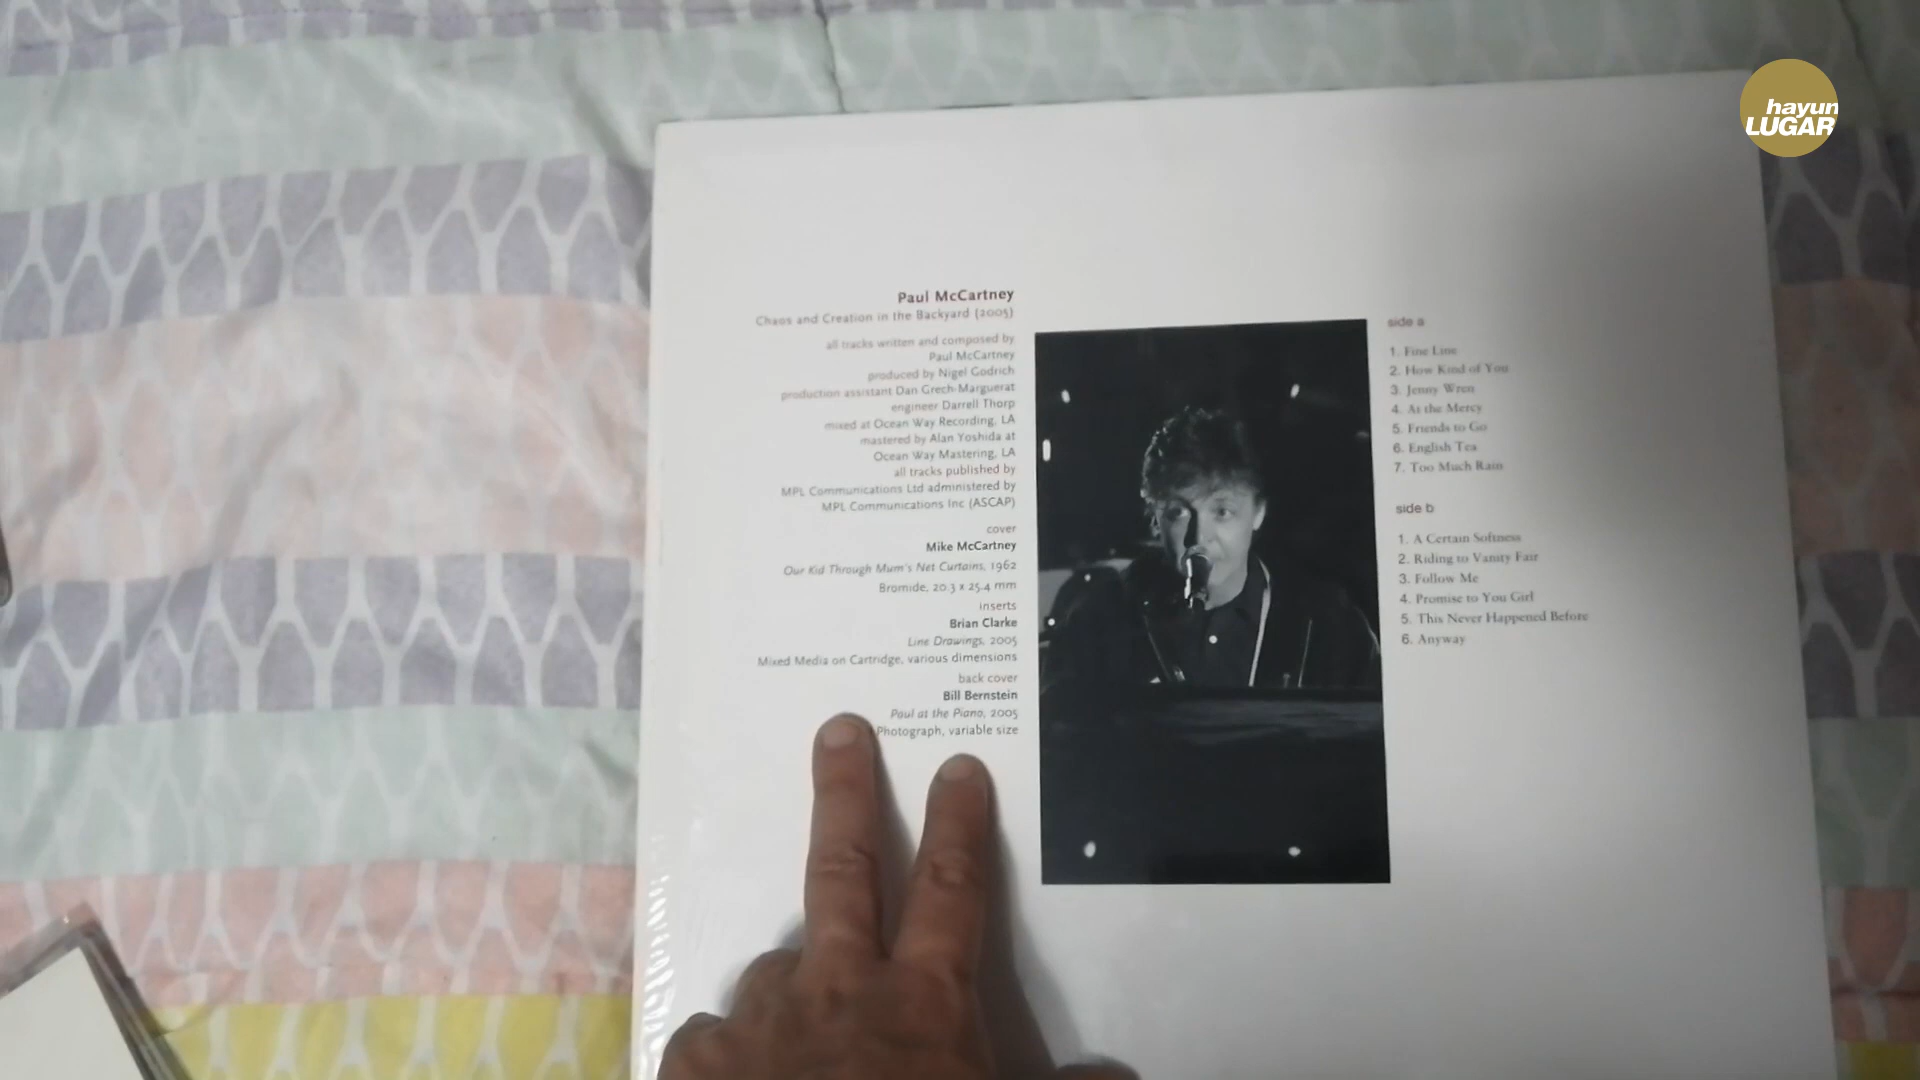 hayun
LUGAR
Paul McCartney
Chaos and Creation in the Backyard (2005)
all tracks written and composed by
Paul McCartney
produced by Nigel Godrich
production assistant Dan Grech-Marguerat
engineer Darrell Thorp
mixed at Ocean Way Recording, LA
mastered by Alan Yoshida at
Ocean Way Mastering, LA
all tracks published by
MPL Communications Ltd administered by
MPL Communications Inc (ASCAP)
cover
Mike McCartney
Our Kid Through Mum's Net Curtains, 1962
Bromide, 20.3 x 25.4 mm
inserts
Brian Clarke
Line Drawings, 2005
Mixed Media on Cartridge, various dimensions
back cover
Bill Bernstein
Paul at the Piano, 2005
Photograph, variable size
side a
1. Fine Line
2. How Kind of You
3. Jenny Wren
4. At the Mercy
5. Friends to Go
6. English Tea
7. Too Much Rain
side b
1. A Certain Softness
2. Riding to Vanity Fair
3. Follow Me
4. Promise to You Girl
5. This Never Happened Before
6. Anyway